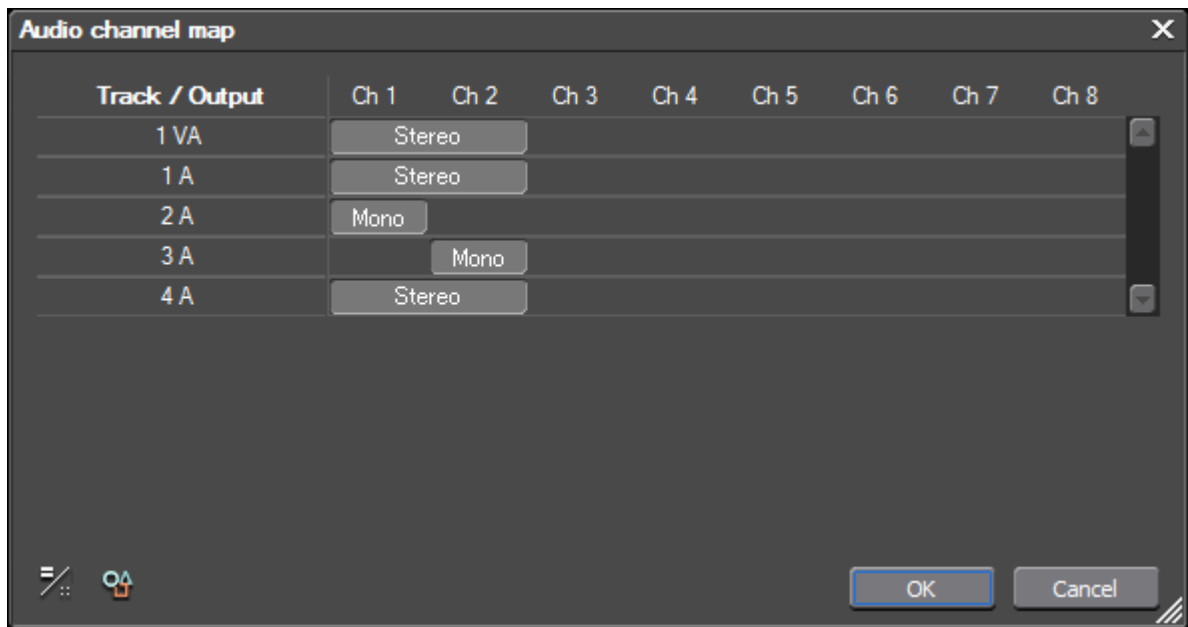 Audio channel map
Track / Output Ch 1 Ch 2 Ch 3 Ch 4 Ch 5 Ch 6 Ch 7 Ch 8
1 VA Stereo
1 A Stereo
2 A Mono
3 A Mono
4 A Stereo
OK Cancel